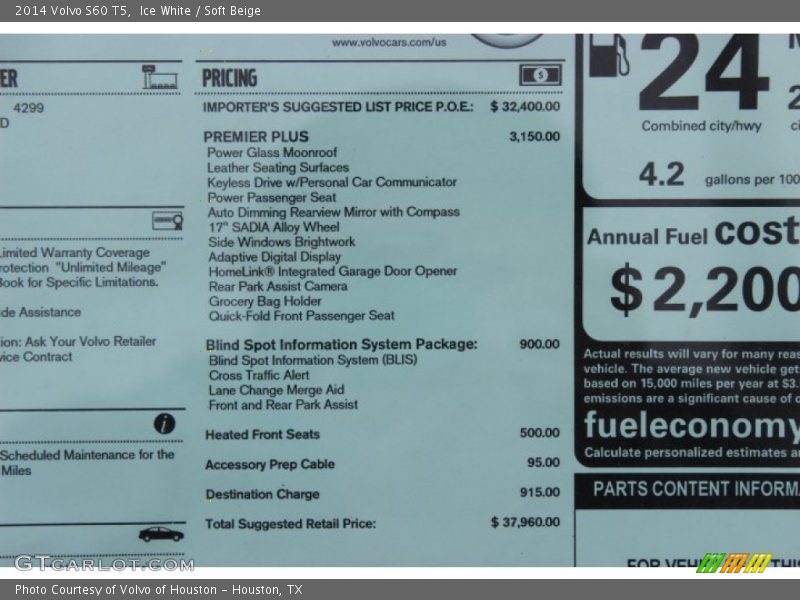 2014 Volvo S60 T5, Ice White / Soft Beige
www.volvocars.com/us
ER
4299
D
Limited Warranty Coverage
rotection "Unlimited Mileage"
Book for Specific Limitations.
de Assistance
ion: Ask Your Volvo Retailer
vice Contract
i
Scheduled Maintenance for the
Miles
PRICING
$
IMPORTER'S SUGGESTED LIST PRICE P.O.E.: $ 32,400.00
PREMIER PLUS 3,150.00
Power Glass Moonroof
Leather Seating Surfaces
Keyless Drive w/Personal Car Communicator
Power Passenger Seat
Auto Dimming Rearview Mirror with Compass
17" SADIA Alloy Wheel
Side Windows Brightwork
Adaptive Digital Display
HomeLink® Integrated Garage Door Opener
Rear Park Assist Camera
Grocery Bag Holder
Quick-Fold Front Passenger Seat
Blind Spot Information System Package: 900.00
Blind Spot Information System (BLIS)
Cross Traffic Alert
Lane Change Merge Aid
Front and Rear Park Assist
Heated Front Seats 500.00
Accessory Prep Cable 95.00
Destination Charge 915.00
Total Suggested Retail Price: $ 37,960.00
24
Combined city/hwy ci
4.2 gallons per 100
Annual Fuel cost
$2,200
Actual results will vary for many reas
vehicle. The average new vehicle get
based on 15,000 miles per year at $3.
emissions are a significant cause of c
fueleconomy
Calculate personalized estimates a
PARTS CONTENT INFORMA
FOR VEHI THIS
GTCarLot.com
Photo Courtesy of Volvo of Houston – Houston, TX